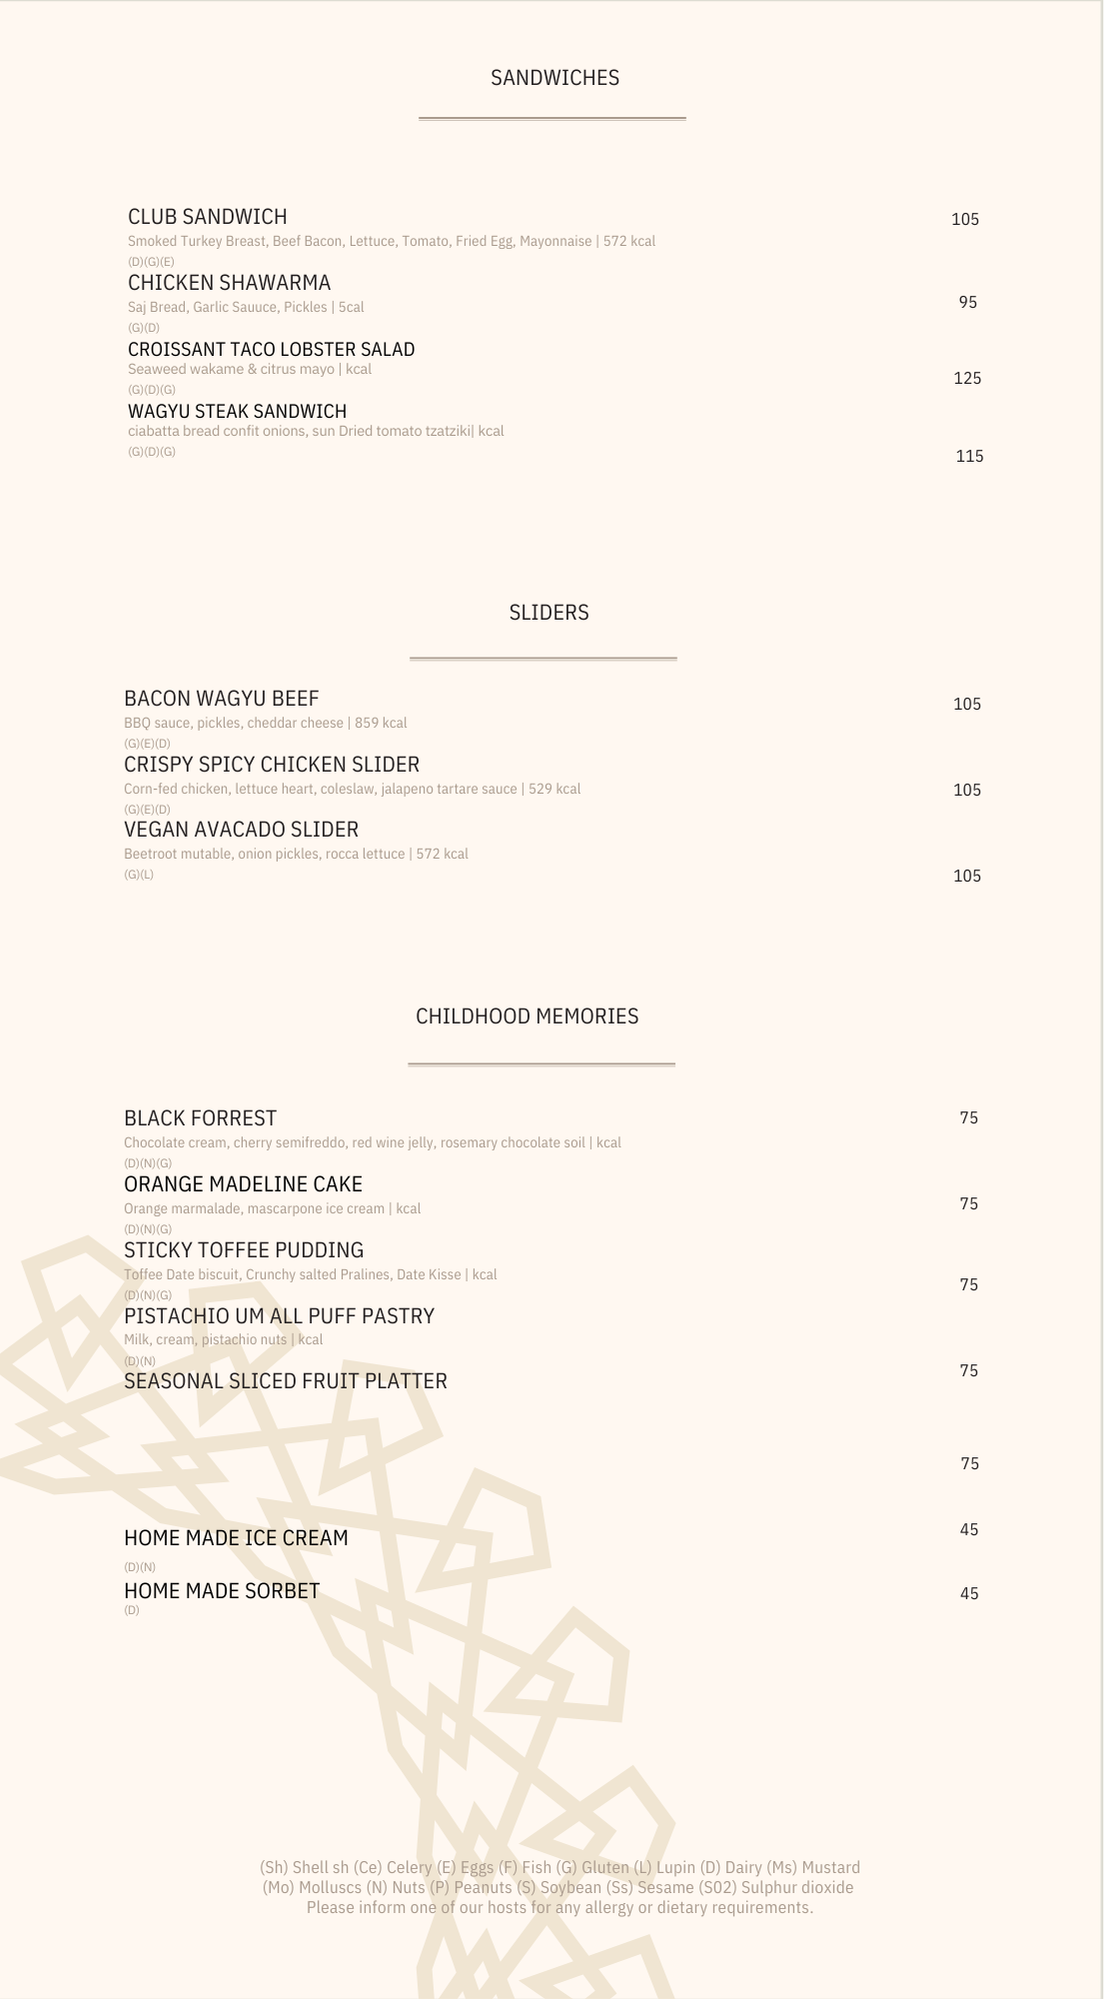 SANDWICHES
CLUB SANDWICH
105
Smoked Turkey Breast, Beef Bacon, Lettuce, Tomato, Fried Egg, Mayonnaise | 572 kcal
(D)(G)(E)
CHICKEN SHAWARMA
95
Saj Bread, Garlic Sauuce, Pickles | 5cal
(G)(D)
CROISSANT TACO LOBSTER SALAD
Seaweed wakame & citrus mayo | kcal
125
(G)(D)(G)
WAGYU STEAK SANDWICH
ciabatta bread confit onions, sun Dried tomato tzatziki| kcal
(G)(D)(G)
115
SLIDERS
BACON WAGYU BEEF
105
BBQ sauce, pickles, cheddar cheese | 859 kcal
(G)(E)(D)
CRISPY SPICY CHICKEN SLIDER
Corn-fed chicken, lettuce heart, coleslaw, jalapeno tartare sauce | 529 kcal
105
(G)(E)(D)
VEGAN AVACADO SLIDER
Beetroot mutable, onion pickles, rocca lettuce | 572 kcal
(G)(L)
105
CHILDHOOD MEMORIES
BLACK FORREST
75
Chocolate cream, cherry semifreddo, red wine jelly, rosemary chocolate soil | kcal
(D)(N)(G)
ORANGE MADELINE CAKE
Orange marmalade, mascarpone ice cream | kcal
75
(D)(N)(G)
STICKY TOFFEE PUDDING
Toffee Date biscuit, Crunchy salted Pralines, Date Kisse | kcal
75
(D)(N)(G)
PISTACHIO UM ALL PUFF PASTRY
Milk, cream, pistachio nuts | kcal
(D)(N)
75
SEASONAL SLICED FRUIT PLATTER
75
HOME MADE ICE CREAM
45
(D)(N)
HOME MADE SORBET
45
(D)
(Sh) Shell sh (Ce) Celery (E) Eggs (F) Fish (G) Gluten (L) Lupin (D) Dairy (Ms) Mustard
(Mo) Molluscs (N) Nuts (P) Peanuts (S) Soybean (Ss) Sesame (S02) Sulphur dioxide
Please inform one of our hosts for any allergy or dietary requirements.